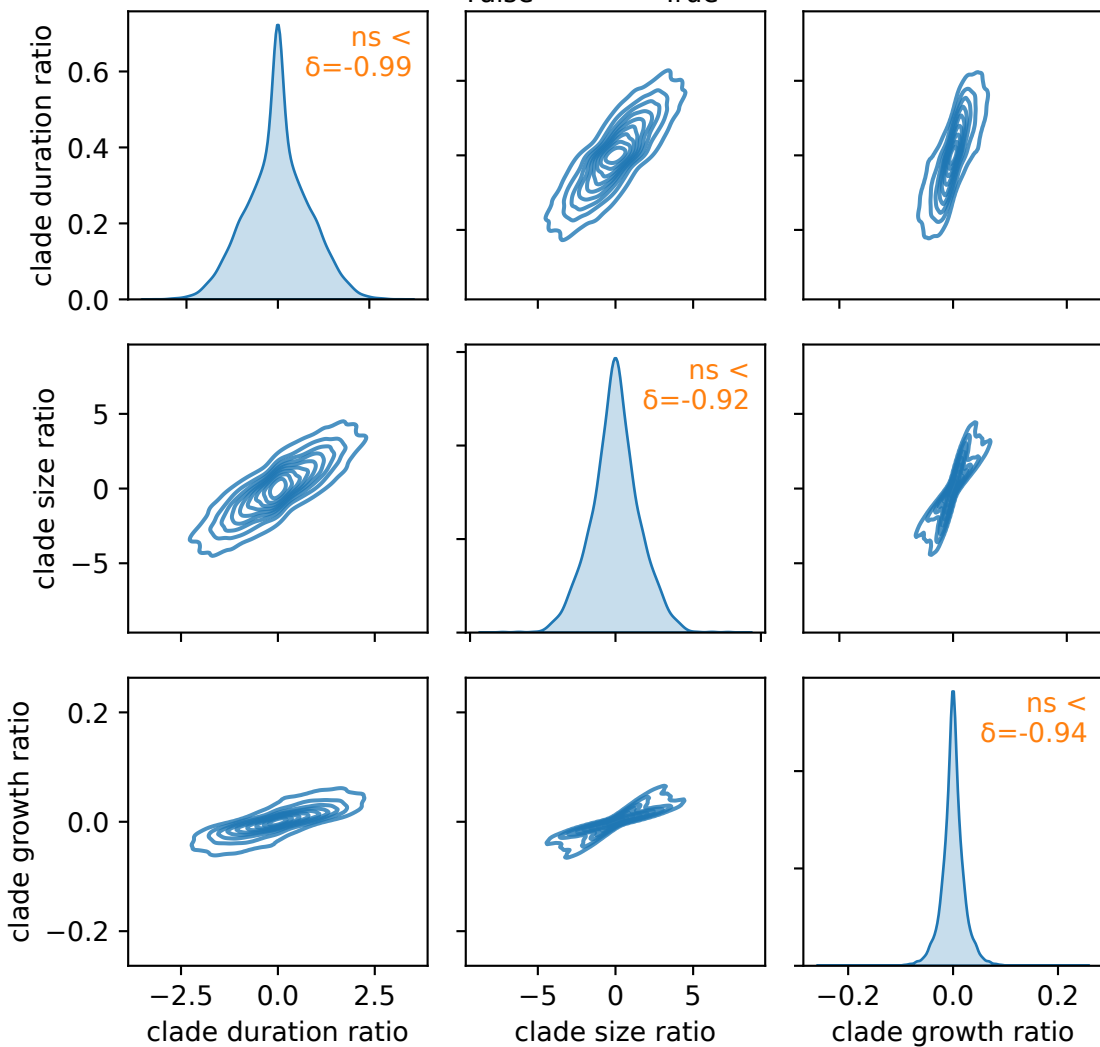 clade duration ratio
0.6
0.4
0.2
0.0
ns <
δ=-0.99
clade size ratio
5
0
−5
ns <
δ=-0.92
clade growth ratio
0.2
0.0
−0.2
ns <
δ=-0.94
−2.5 0.0 2.5
−5 0 5
−0.2 0.0 0.2
clade duration ratio
clade size ratio
clade growth ratio